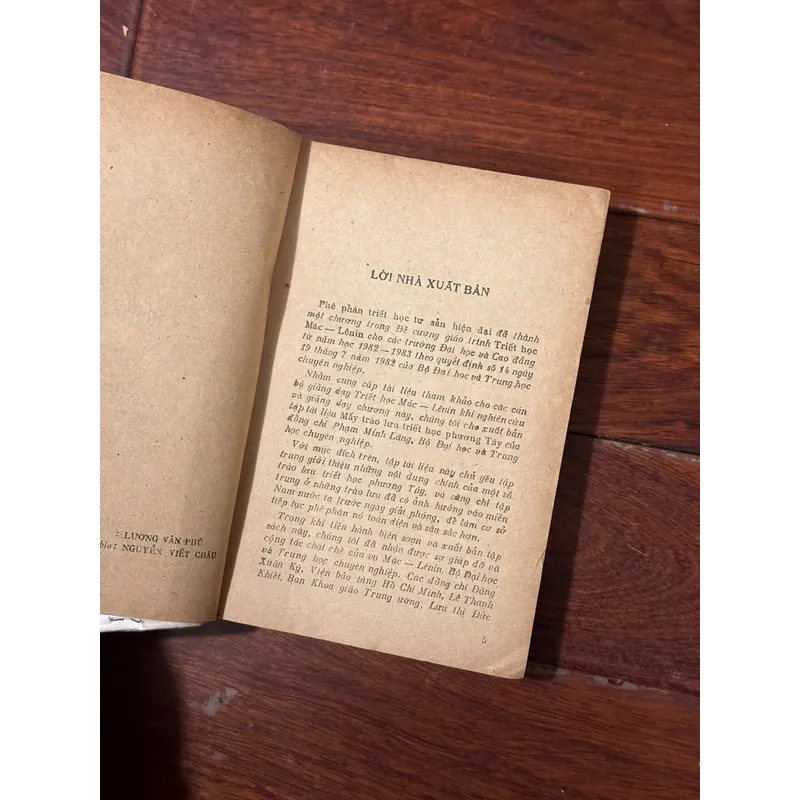 : LƯƠNG VĂN PHÚ
bìa: NGUYỄN VIẾT CHÂU
LỜI NHÀ XUẤT BẢN
Phê phán triết học tư sản hiện đại đã thành
một chương trong Đề cương giáo trình Triết học
Mác — Lênin cho các trường Đại học và Cao đẳng
từ năm học 1982 — 1983 theo quyết định số 14 ngày
19 tháng 7 năm 1982 của Bộ Đại học và Trung học
chuyên nghiệp.
Nhằm cung cấp tài liệu tham khảo cho các cán
bộ giảng dạy Triết học Mác — Lênin khi nghiên cứu
và giảng dạy chương này, chúng tôi cho xuất bản
tập tài liệu Mấy trào lưu triết học phương Tây của
đồng chí Phạm Minh Lăng, Bộ Đại học và Trung
học chuyên nghiệp.
Với mục đích trên, tập tài liệu này chủ yếu tập
trung giới thiệu những nội dung chính của một số
trào lưu triết học phương Tây, và cũng chỉ tập
trung ở những trào lưu đã có ảnh hưởng vào miền
Nam nước ta trước ngày giải phóng, để làm cơ sở
tiếp tục phê phán nó toàn diện và sâu sắc hơn.
Trong khi tiến hành biên soạn và xuất bản tập
sách này, chúng tôi đã nhận được sự giúp đỡ và
cộng tác chặt chẽ của vụ Mác — Lênin, Bộ Đại học
và Trung học chuyên nghiệp. Các đồng chí Đặng
Xuân Kỳ, Viện bảo tàng Hồ Chí Minh, Lê Thanh
Khiết, Ban Khoa giáo Trung ương, Lưu thị Đức
5